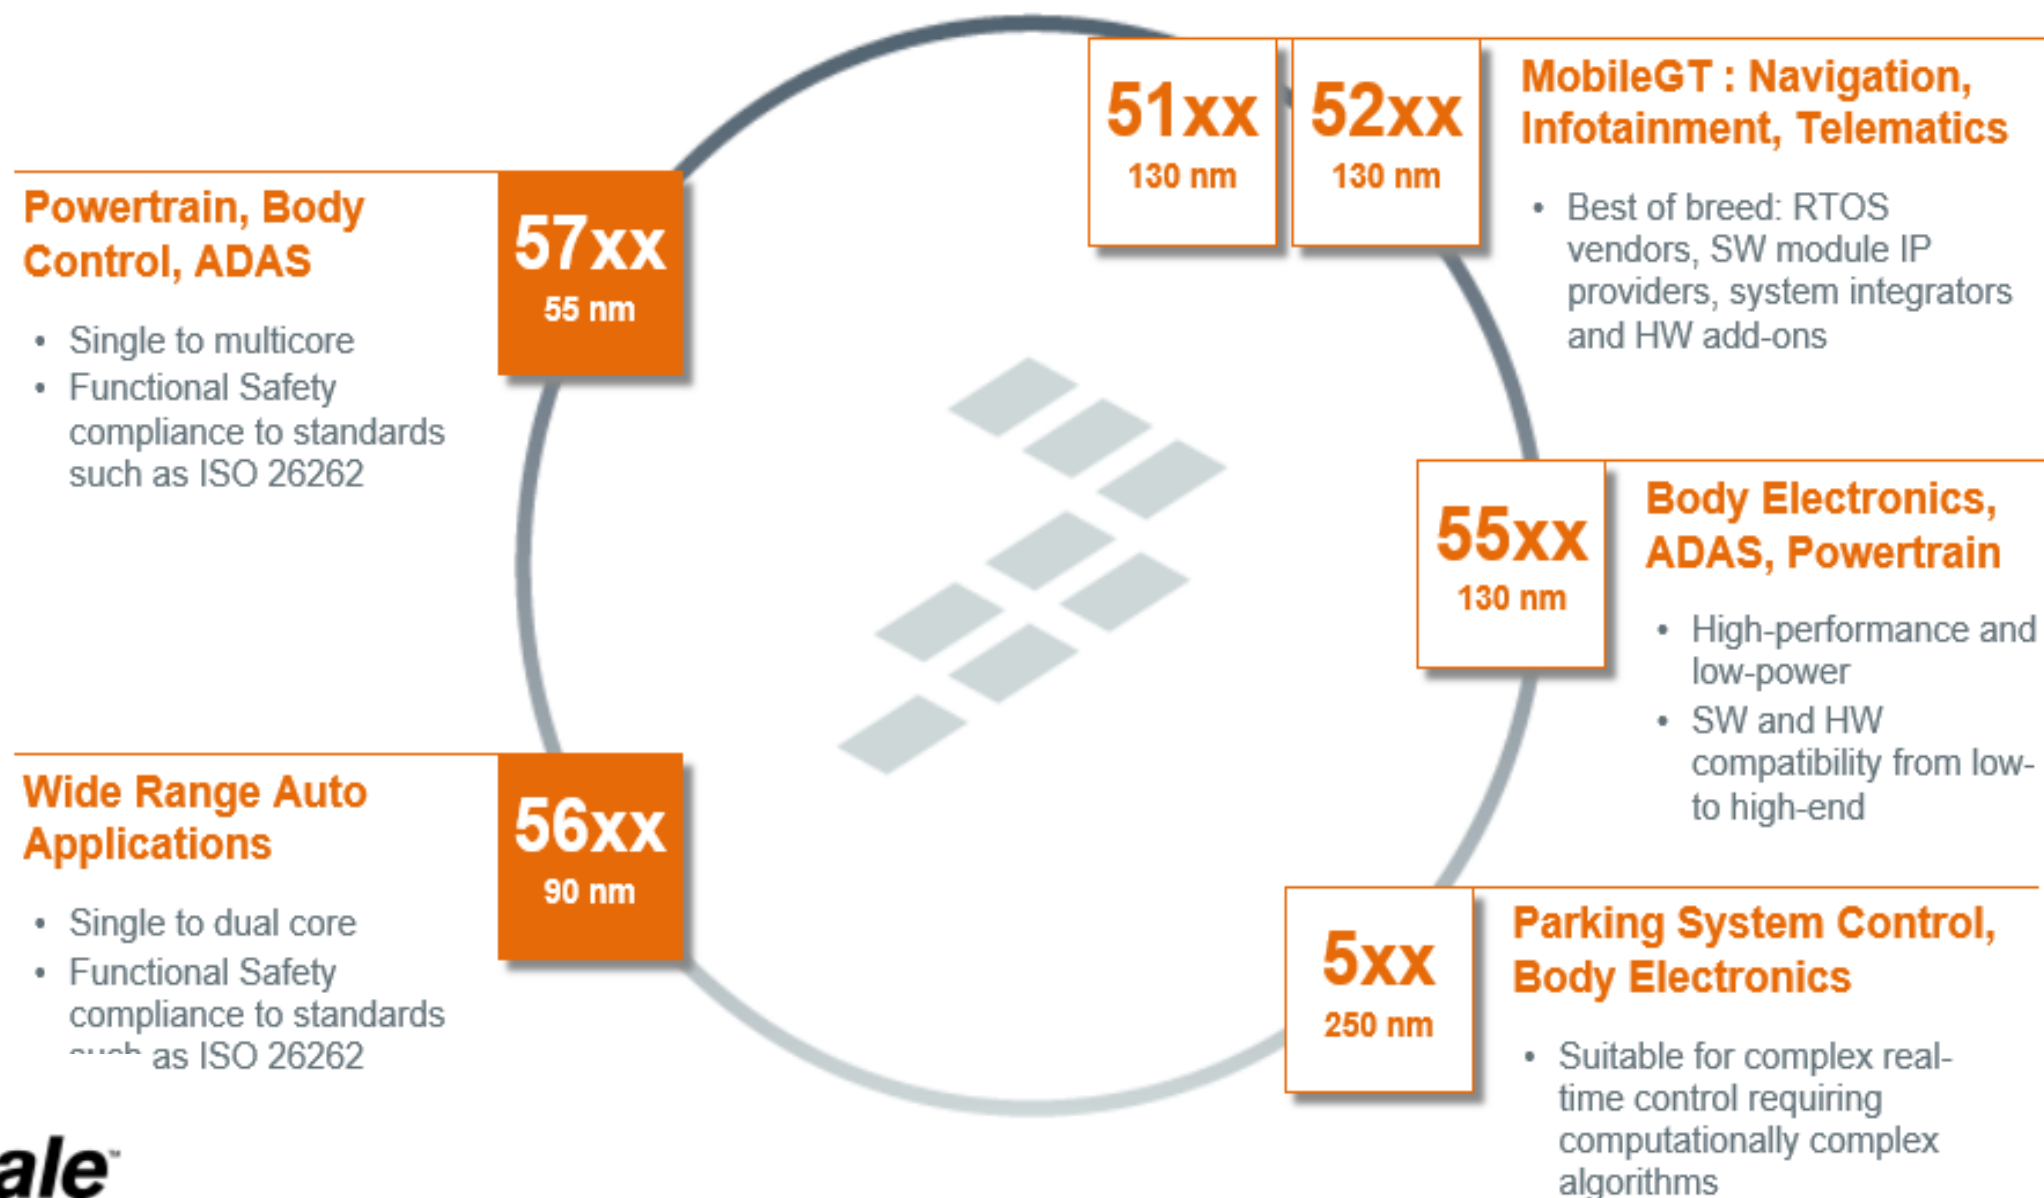 51xx
130 nm
52xx
130 nm
MobileGT : Navigation,
Infotainment, Telematics
• Best of breed: RTOS
vendors, SW module IP
providers, system integrators
and HW add-ons
Powertrain, Body
Control, ADAS
• Single to multicore
• Functional Safety
compliance to standards
such as ISO 26262
57xx
55 nm
55xx
130 nm
Body Electronics,
ADAS, Powertrain
• High-performance and
low-power
• SW and HW
compatibility from low-
to high-end
Wide Range Auto
Applications
• Single to dual core
• Functional Safety
compliance to standards
as ISO 26262
56xx
90 nm
5xx
250 nm
Parking System Control,
Body Electronics
• Suitable for complex real-
time control requiring
computationally complex
algorithms
ale™